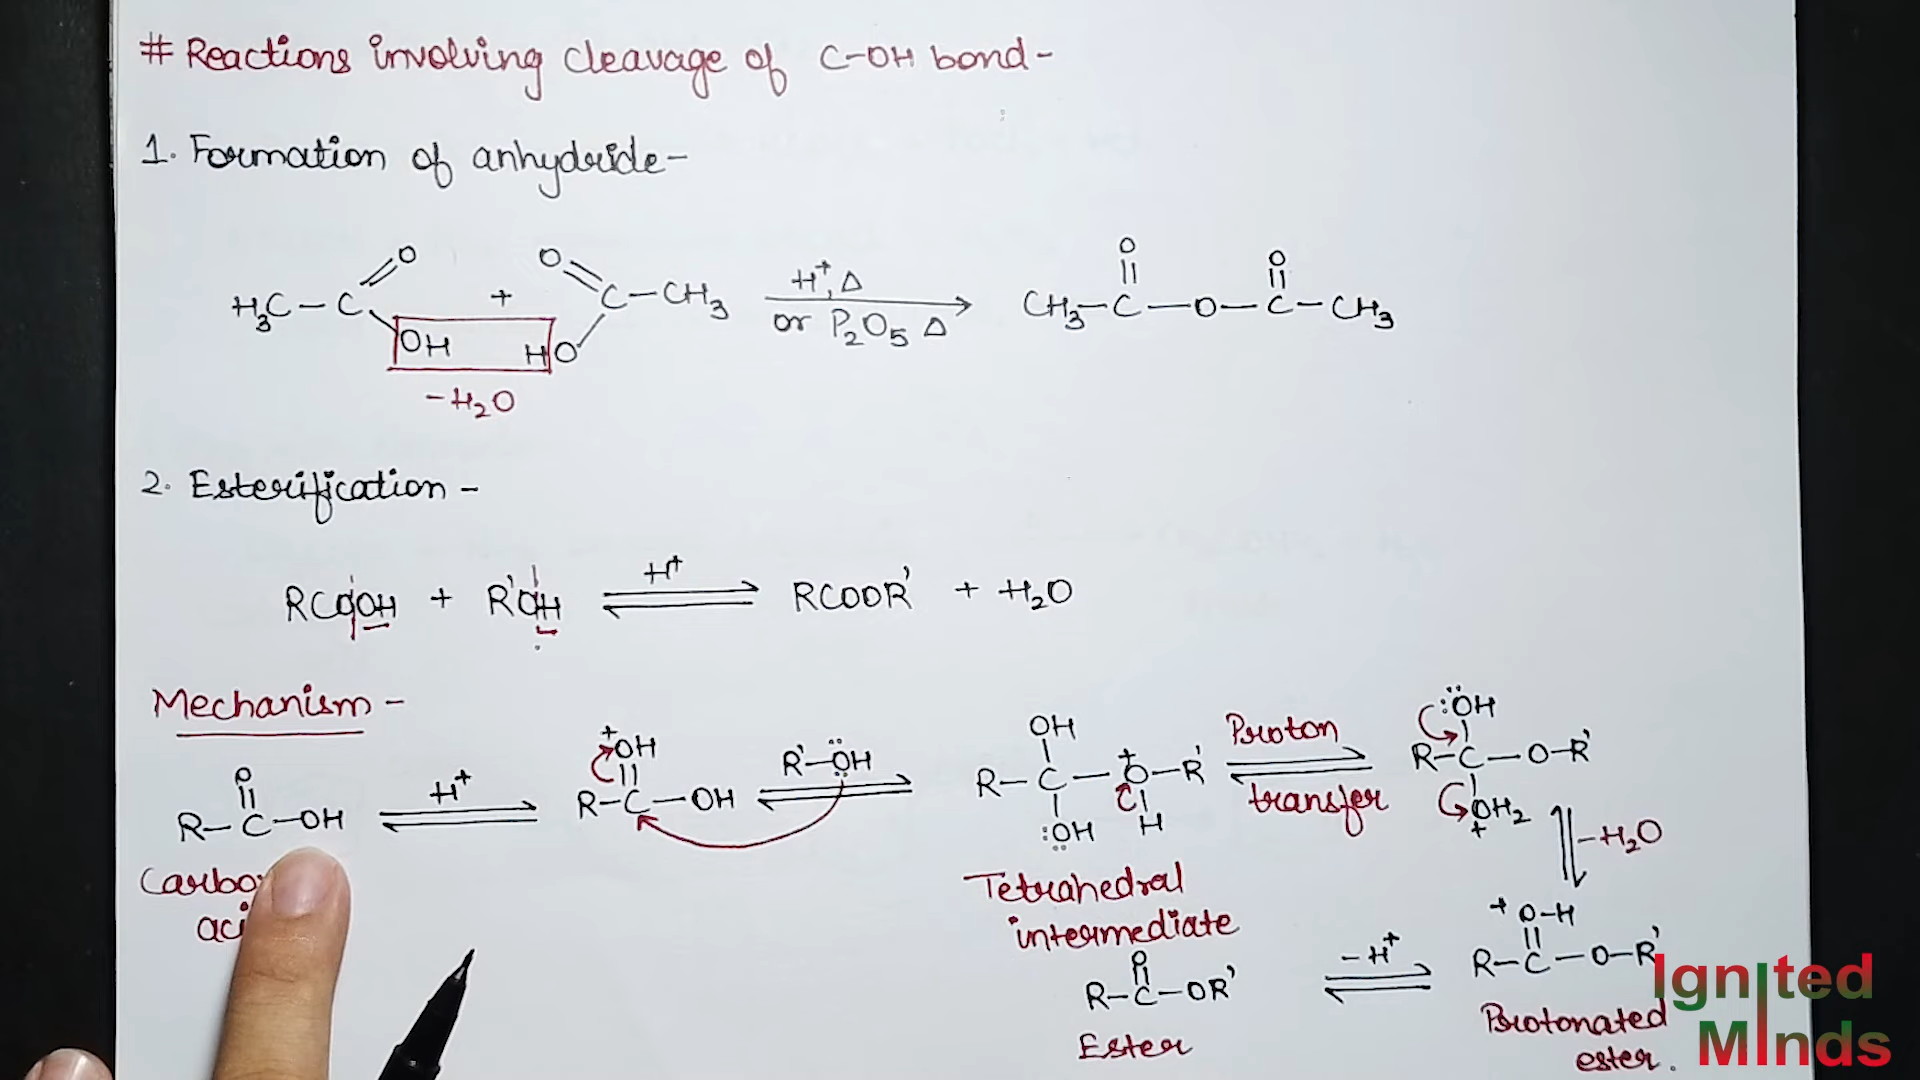 # Reactions involving cleavage of C-OH bond-
1. Formation of anhydride-
H₃C-C=O OH + HO C=O -CH₃ H⁺, Δ or P₂O₅ Δ CH₃-C(=O)-O-C(=O)-CH₃
-H₂O
2. Esterification -
RCOOH + R'OH ⇌ H⁺ RCOOR' + H₂O
Mechanism -
R-C(=O)-OH ⇌ H⁺ R-C(=⁺OH)-OH ⇌ R'-ÖH R-C(OH)(:ÖH)-O⁺(H)-R' ⇌ Proton transfer R-C(:ÖH)(OH₂⁺)-O-R'
-H₂O
Tetrahedral
intermediate
R-C(=O)-OR' ⇌ -H⁺ R-C(=⁺O-H)-O-R'
Ester
Protonated
ester.
Ignited
Minds